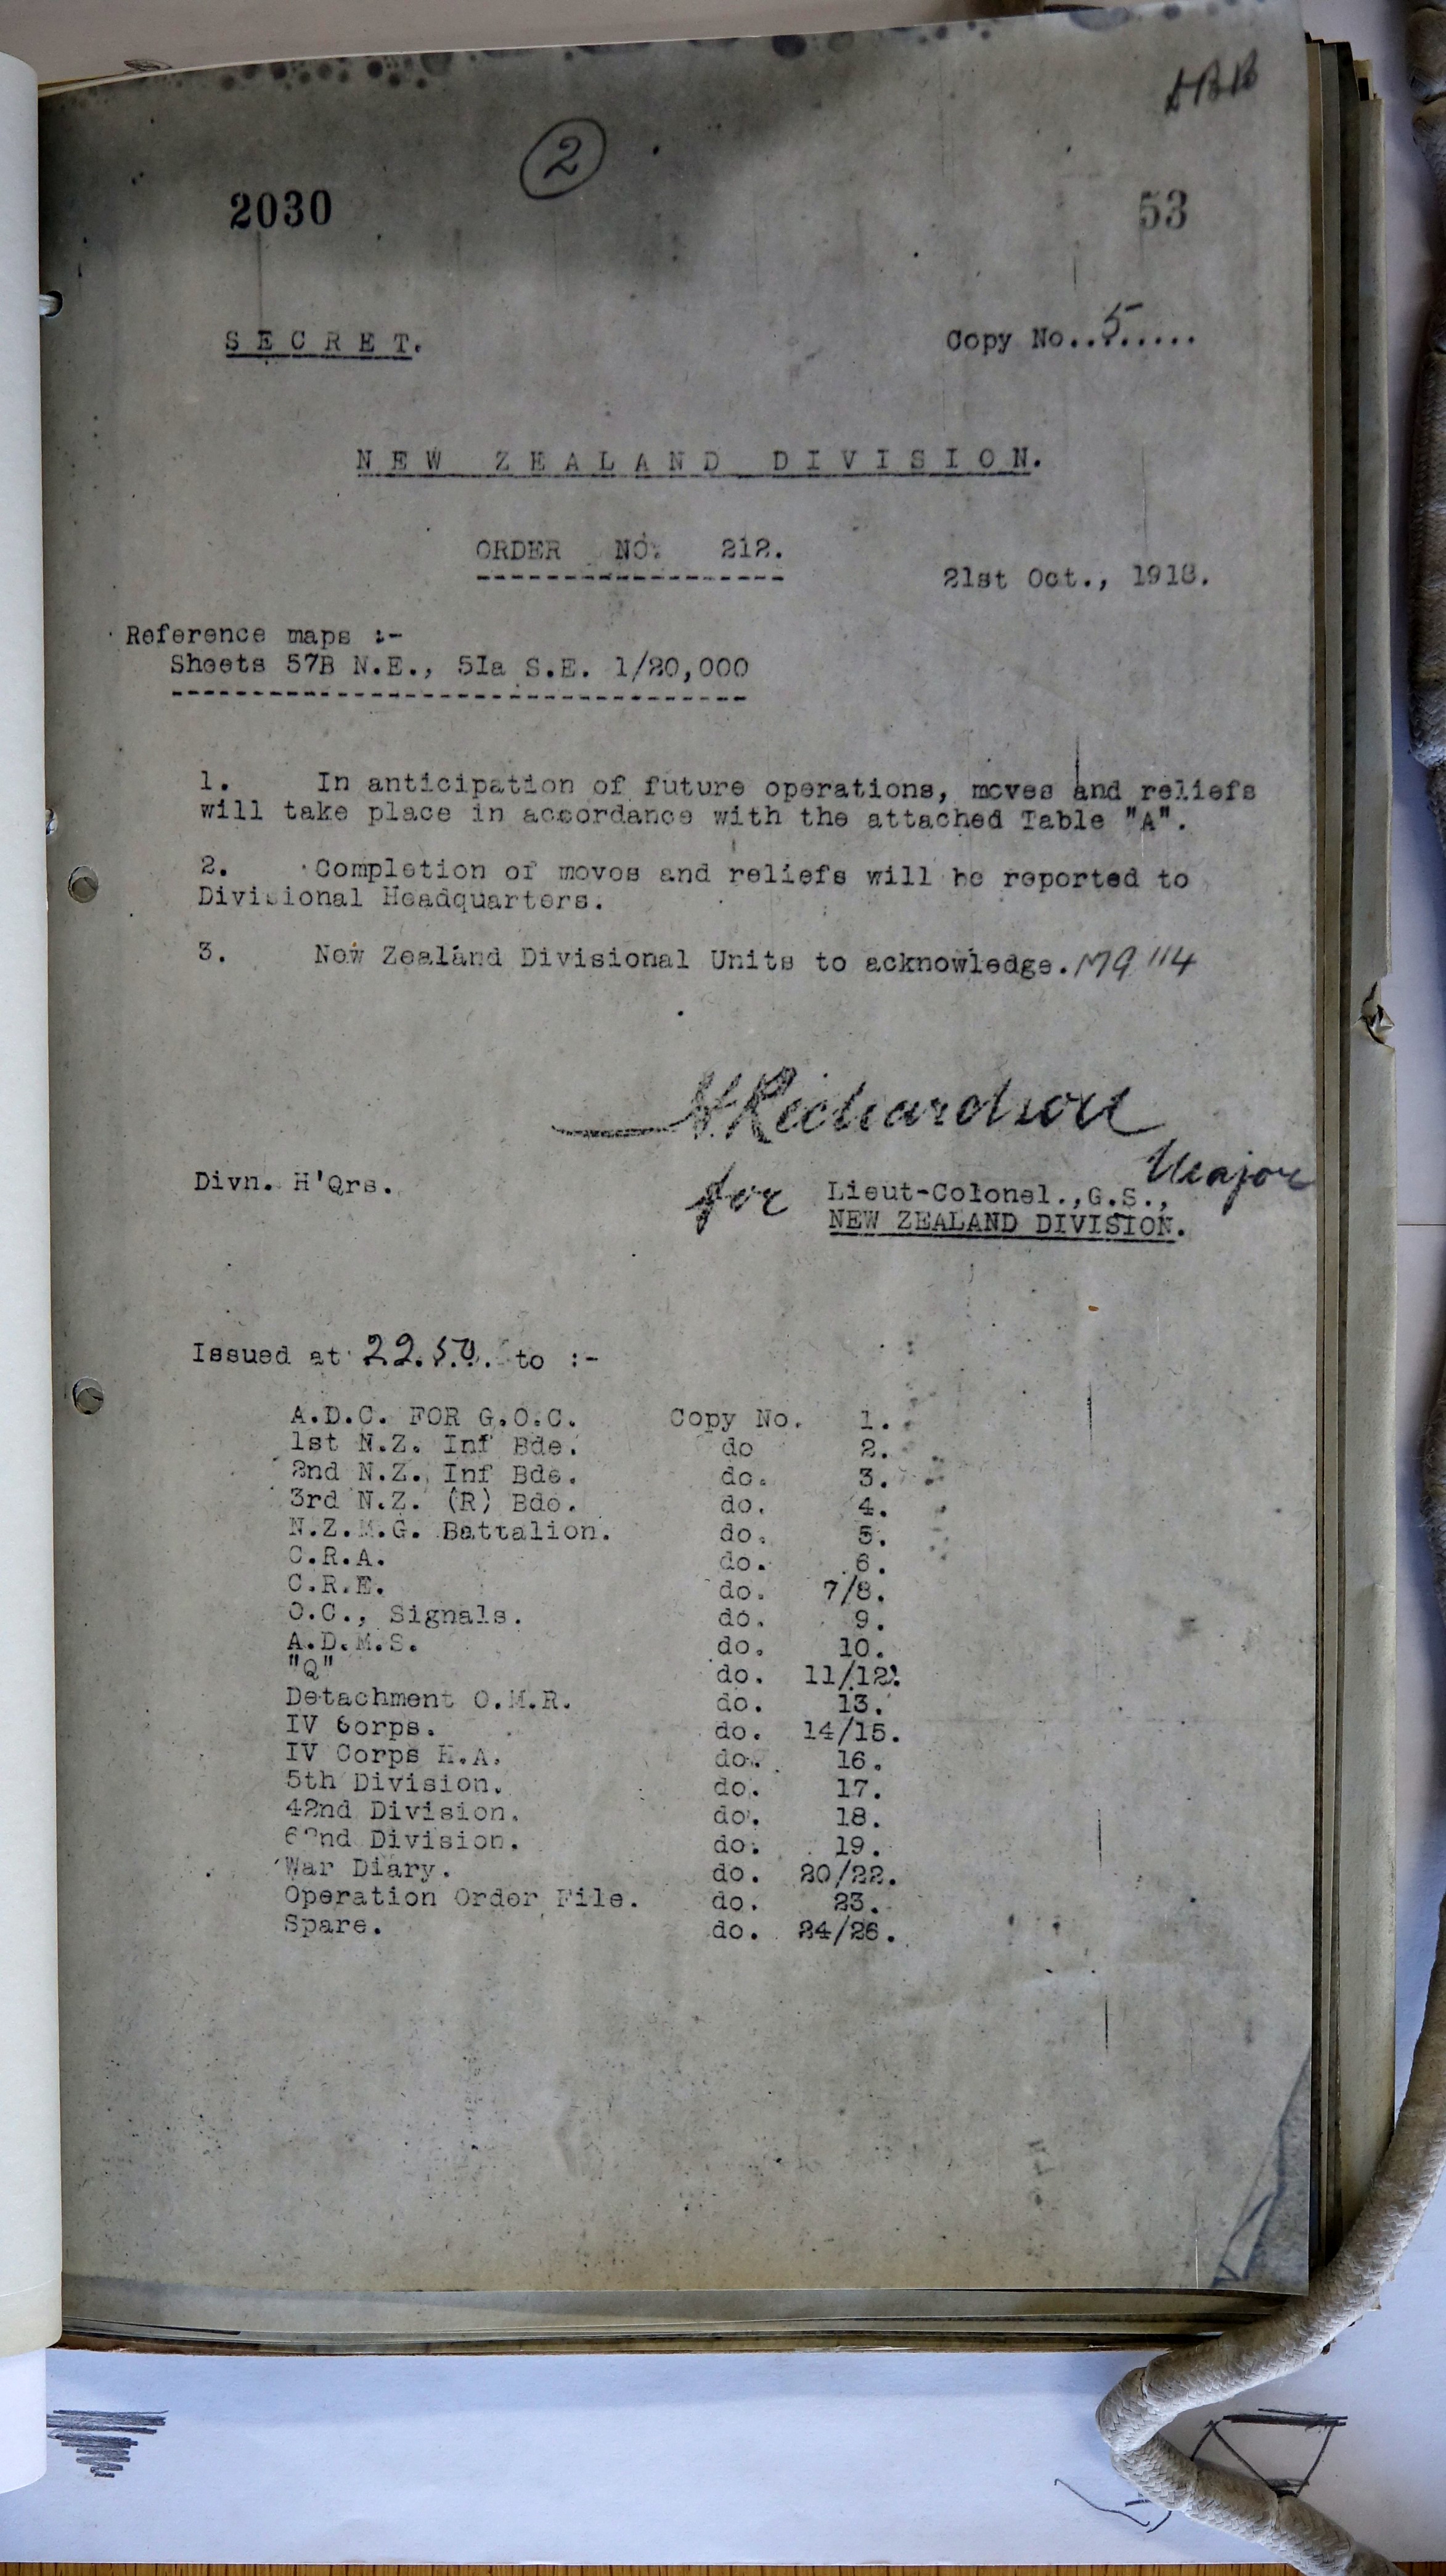 2
2030
53
S E C R E T.
Copy No..5.....
N E W   Z E A L A N D   D I V I S I O N.
ORDER NO. 212.
21st Oct., 1918.
Reference maps :-
Sheets 57B N.E., 51a S.E. 1/20,000
1. In anticipation of future operations, moves and reliefs
will take place in accordance with the attached Table "A".
2. Completion of moves and reliefs will be reported to
Divisional Headquarters.
3. New Zealand Divisional Units to acknowledge.
Richardson
Major
Divn. H'Qrs.
for Lieut-Colonel.,G.S.,
NEW ZEALAND DIVISION.
Issued at 22.50. to :-
A.D.C. FOR G.O.C. Copy No. 1.
1st N.Z. Inf Bde. do 2.
2nd N.Z. Inf Bde. do. 3.
3rd N.Z. (R) Bde. do. 4.
N.Z.M.G. Battalion. do. 5.
C.R.A. do. 6.
C.R.E. do. 7/8.
O.C., Signals. do. 9.
A.D.M.S. do. 10.
"Q" do. 11/12.
Detachment O.M.R. do. 13.
IV Corps. do. 14/15.
IV Corps H.A. do. 16.
5th Division. do. 17.
42nd Division. do. 18.
62nd Division. do. 19.
War Diary. do. 20/22.
Operation Order File. do. 23.
Spare. do. 24/26.